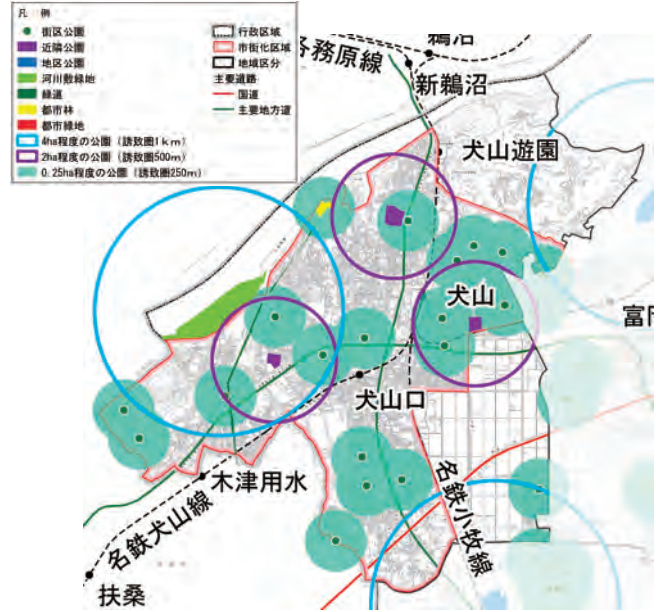 凡 例
街区公園
近隣公園
地区公園
河川敷緑地
緑道
都市林
都市緑地
4ha程度の公園（誘致圏1km）
2ha程度の公園（誘致圏500m）
0.25ha程度の公園（誘致圏250m）
行政区域
市街化区域
地域区分
主要道路
国道
主要地方道
鵜沼
各務原線
新鵜沼
犬山遊園
犬山
富岡
犬山口
木津用水
名鉄犬山線
名鉄小牧線
扶桑